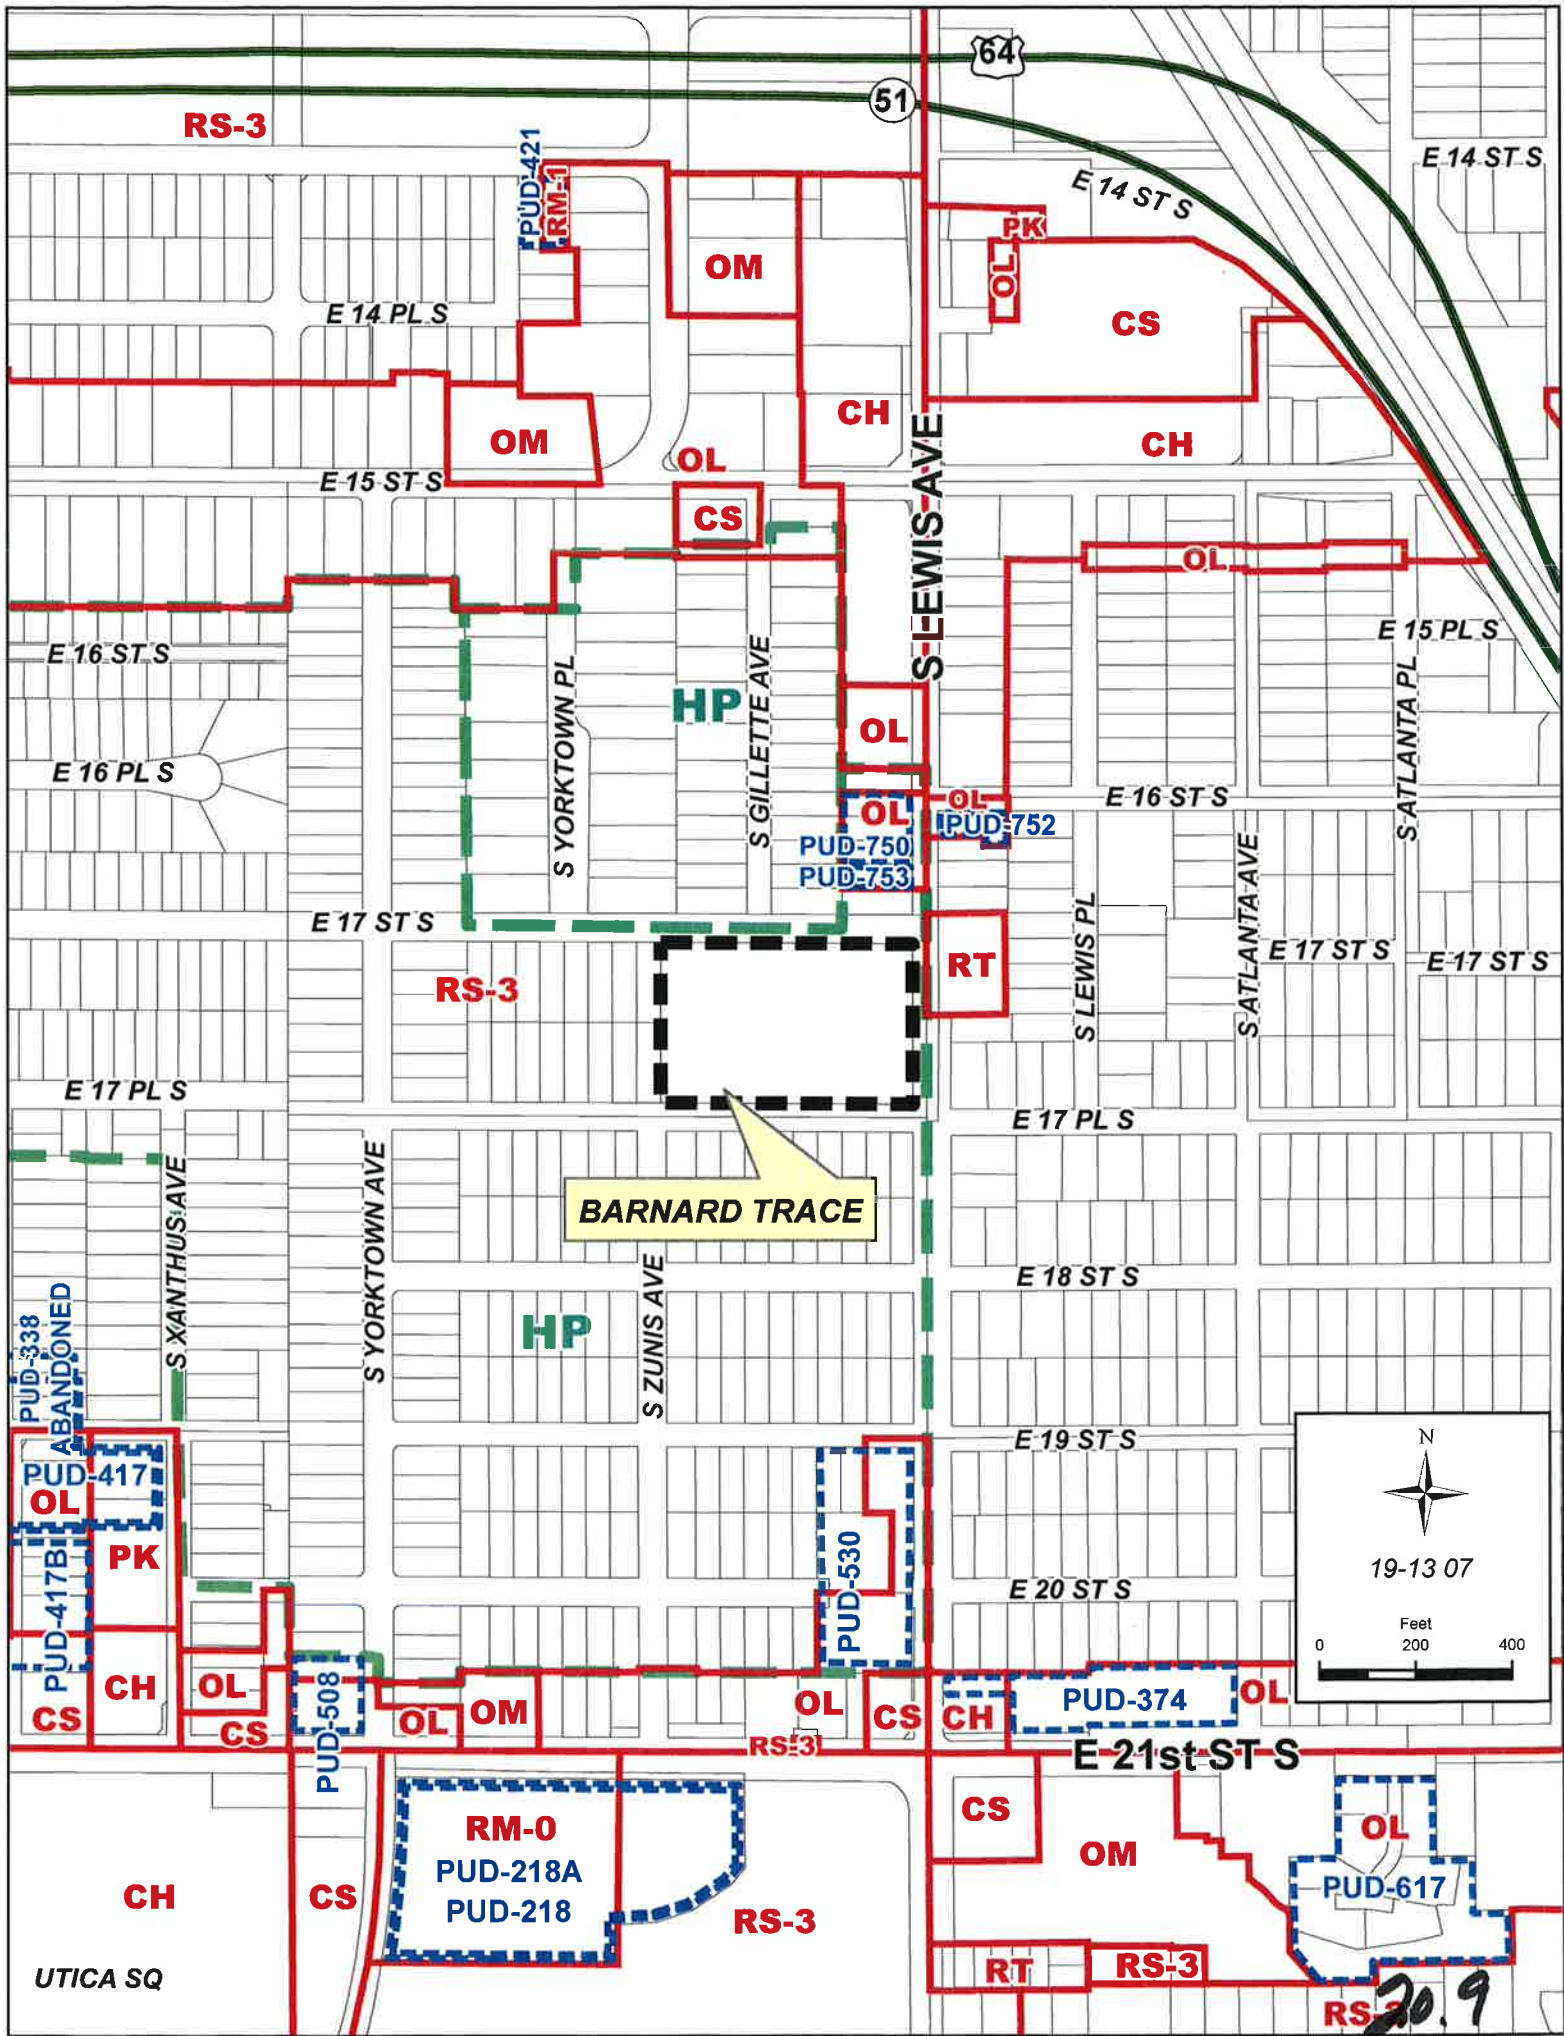 64
51
RS-3
E 14 ST S
E 14 ST S
PUD-421
RM-1
PK
OL
OM
CS
E 14 PL S
CH
OM
CH
OL
E 15 ST S
CS
S LEWIS AVE
OL
E 15 PL S
E 16 ST S
S YORKTOWN PL
HP
S GILLETTE AVE
OL
S ATLANTA PL
E 16 PL S
OL
E 16 ST S
OL
PUD-752
PUD-750
PUD-753
E 17 ST S
S LEWIS PL
S ATLANTA AVE
RS-3
RT
E 17 ST S
E 17 ST S
E 17 PL S
E 17 PL S
S XANTHUS AVE
S YORKTOWN AVE
BARNARD TRACE
E 18 ST S
S ZUNIS AVE
HP
PUD-338
ABANDONED
E 19 ST S
PUD-417
OL
PK
PUD-417B
PUD-530
E 20 ST S
N
19-13 07
Feet
0 200 400
CH
CS
OL
CS
PUD-508
OL
OM
OL
CS
CH
PUD-374
OL
RS-3
E 21st ST S
RM-0
PUD-218A
PUD-218
CS
OM
OL
PUD-617
CH
CS
RS-3
RT
RS-3
UTICA SQ
RS-3
20.9